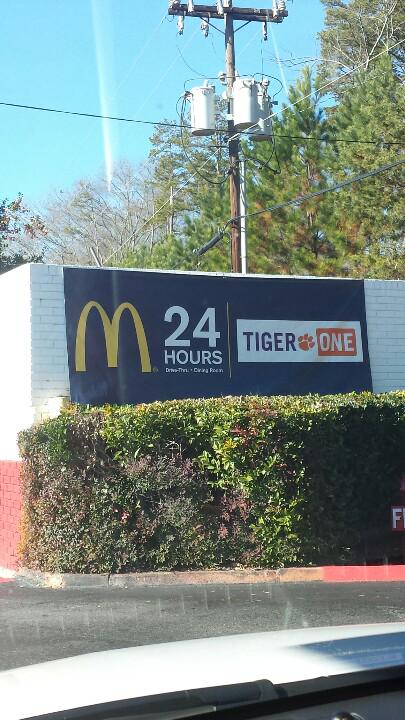 24
HOURS
Drive-Thru • Dining Room
TIGER ONE
F